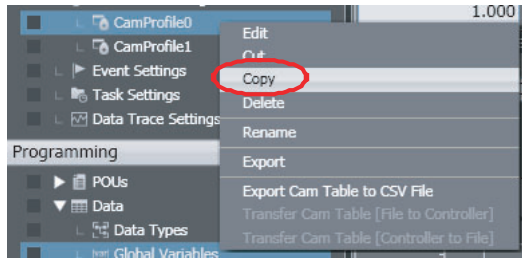 CamProfile0
CamProfile1
Event Settings
Task Settings
Data Trace Settings
Programming
POUs
Data
Data Types
Global Variables
1.000
Edit
Cut
Copy
Delete
Rename
Export
Export Cam Table to CSV File
Transfer Cam Table [File to Controller]
Transfer Cam Table [Controller to File]